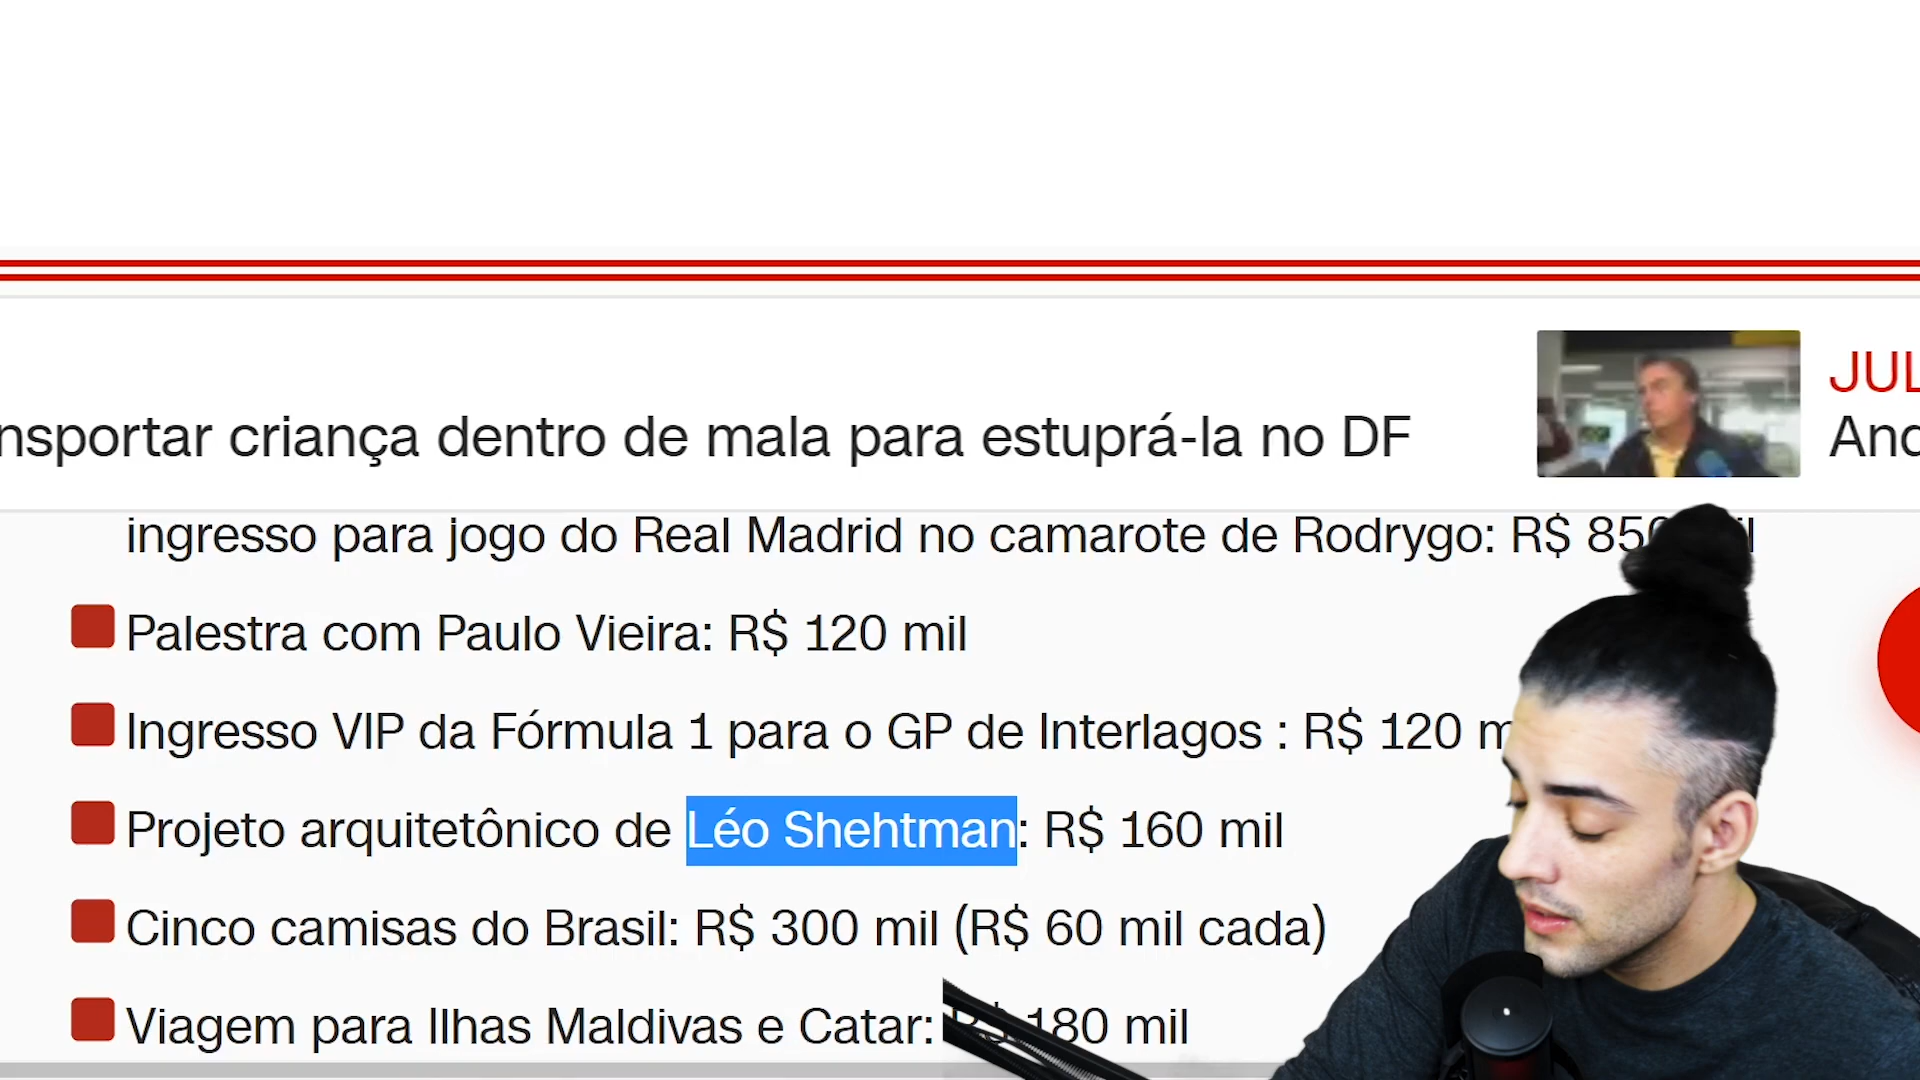 JUL
nsportar criança dentro de mala para estuprá-la no DF
And
ingresso para jogo do Real Madrid no camarote de Rodrygo: R$ 850 mil
Palestra com Paulo Vieira: R$ 120 mil
Ingresso VIP da Fórmula 1 para o GP de Interlagos : R$ 120 m
Projeto arquitetônico de Léo Shehtman: R$ 160 mil
Cinco camisas do Brasil: R$ 300 mil (R$ 60 mil cada)
Viagem para Ilhas Maldivas e Catar: R$ 180 mil